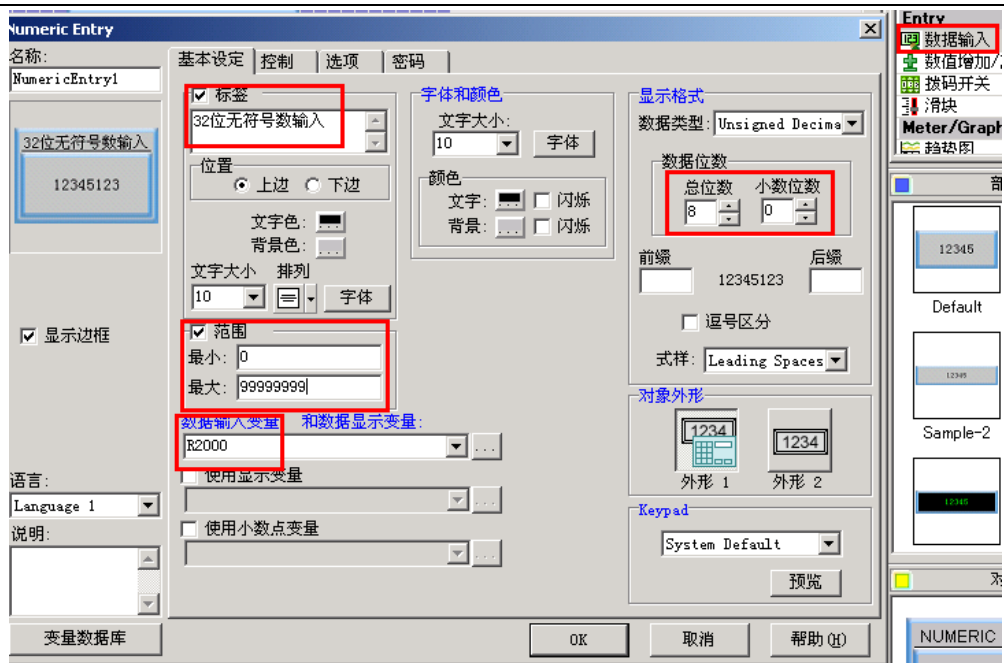 Numeric Entry
名称:
NumericEntry1
32位无符号数输入
12345123
显示边框
语言:
Language 1
说明:
变量数据库
基本设定 控制 选项 密码
标签
32位无符号数输入
位置
上边 下边
文字色: ...
背景色: ...
文字大小 排列
10 字体
范围
最小: 0
最大: 99999999
数据输入变量 和数据显示变量:
R2000 ...
使用显示变量
...
使用小数点变量
...
字体和颜色
文字大小:
10 字体
颜色
文字: ... 闪烁
背景: ... 闪烁
显示格式
数据类型: Unsigned Decima
数据位数
总位数 小数位数
8 0
前缀 12345123 后缀
逗号区分
式样: Leading Spaces
对象外形
1234 1234
外形 1 外形 2
Keypad
System Default
预览
OK 取消 帮助(H)
Entry
数据输入
数值增加/
拨码开关
滑块
Meter/Graph
趋势图
12345
Default
12345
Sample-2
12345
NUMERIC